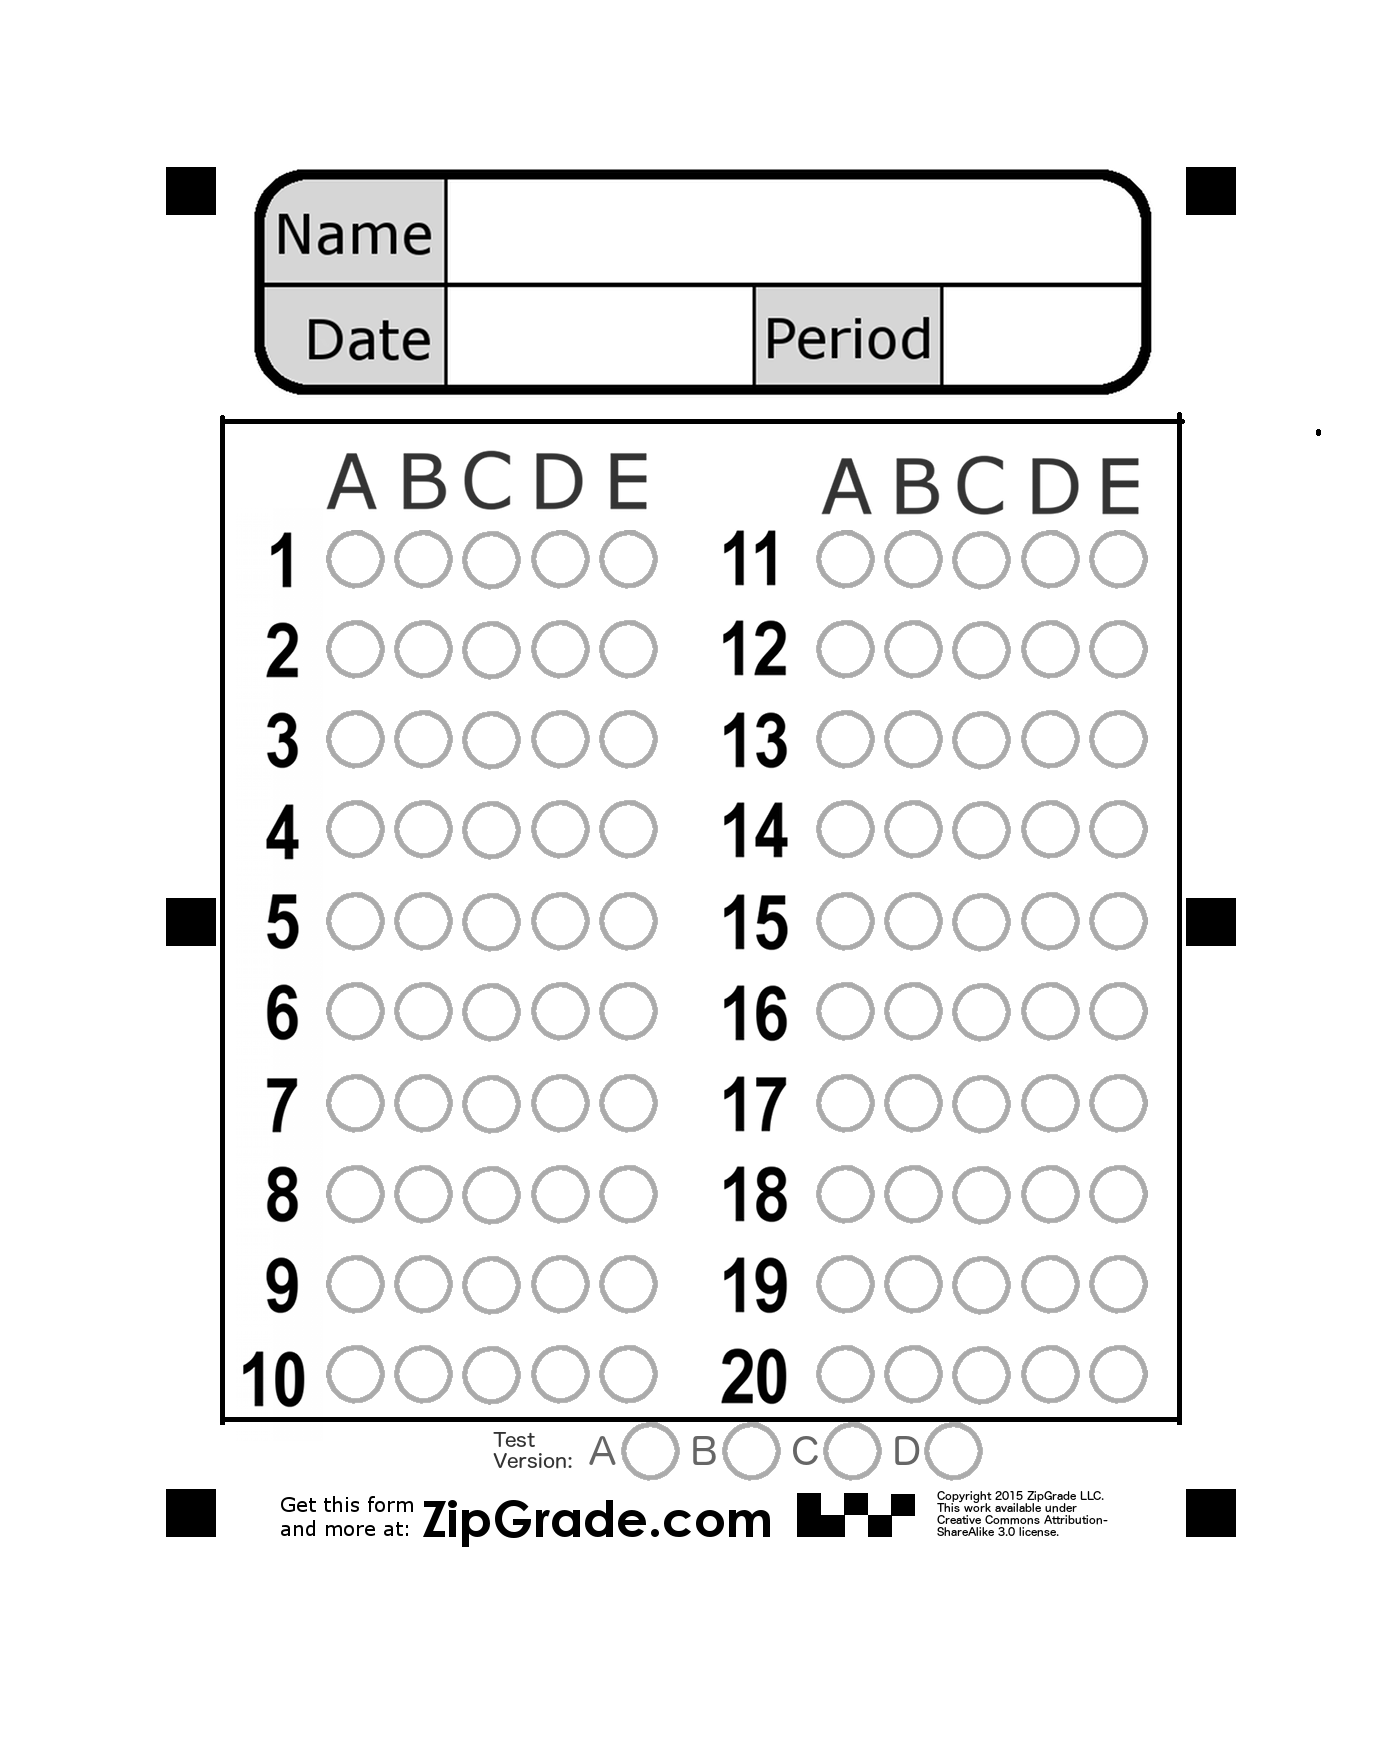 Name
Date Period
A B C D E A B C D E
1 11
2 12
3 13
4 14
5 15
6 16
7 17
8 18
9 19
10 20
Test
Version: A B C D
Get this form
and more at: ZipGrade.com
Copyright 2015 ZipGrade LLC.
This work available under
Creative Commons Attribution-
ShareAlike 3.0 license.